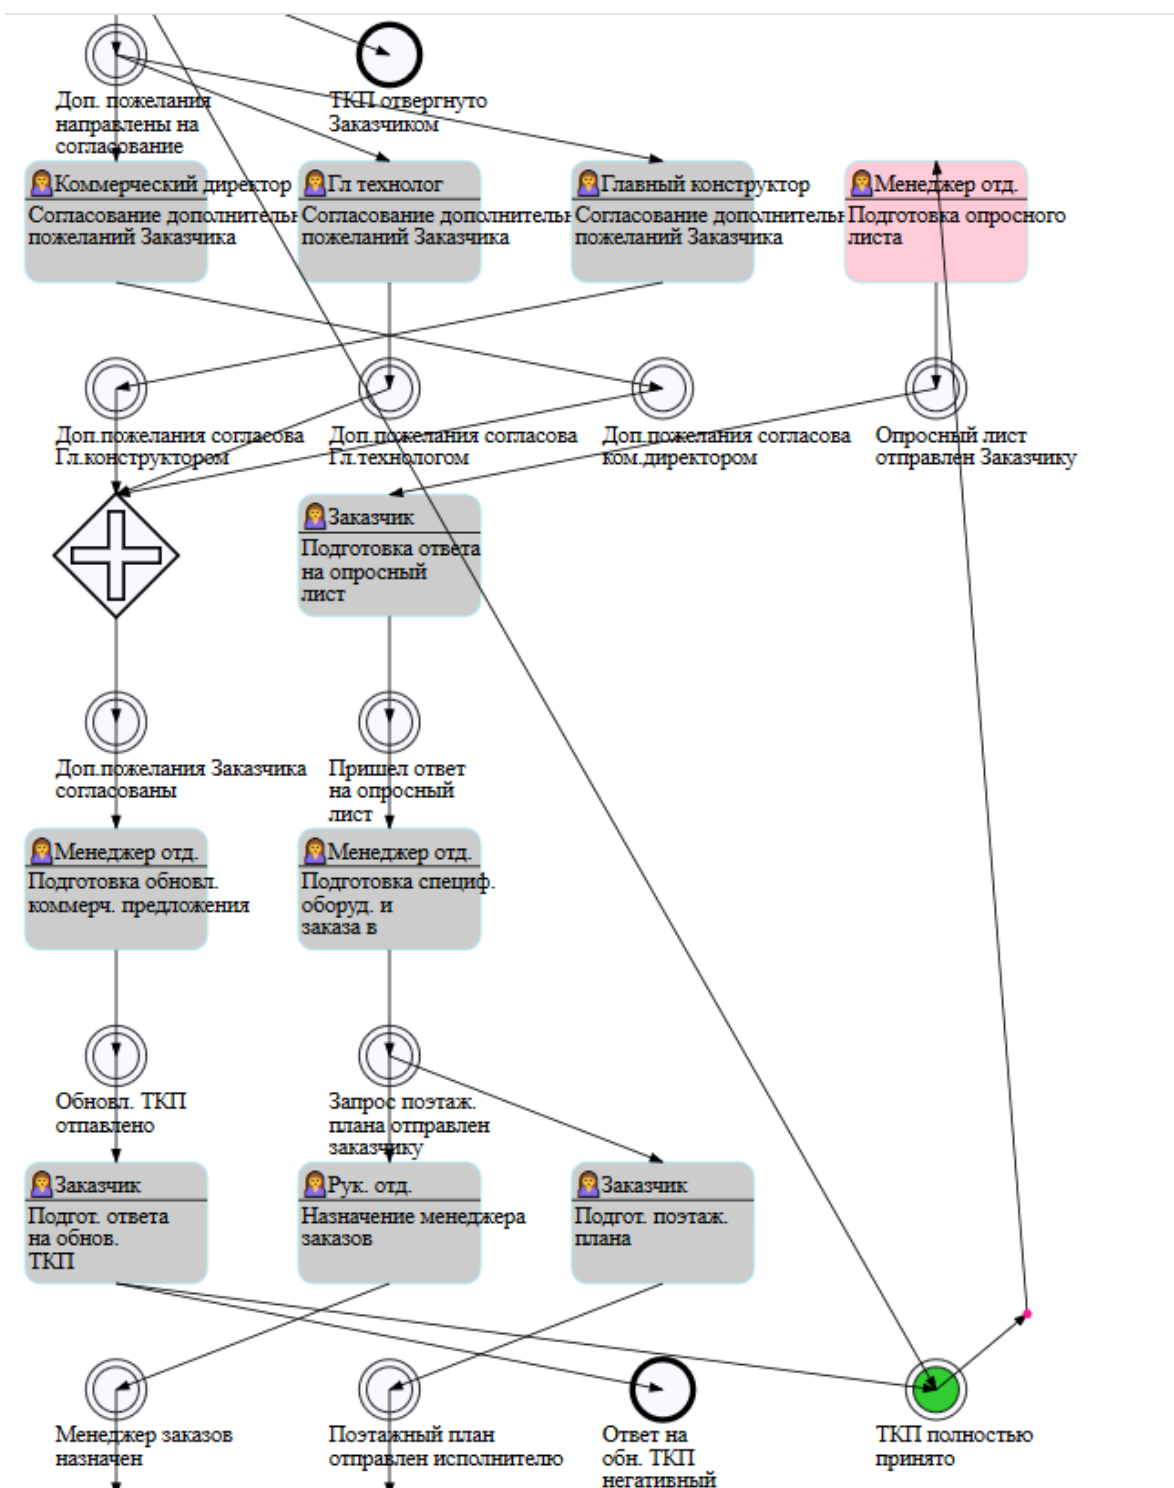 Доп. пожелания
направлены на
согласование
ТКП отвергнуто
Заказчиком
Коммерческий директор
Согласование дополнительн
пожеланий Заказчика
Гл технолог
Согласование дополнительн
пожеланий Заказчика
Главный конструктор
Согласование дополнительн
пожеланий Заказчика
Менеджер отд.
Подготовка опросного
листа
Доп.пожелания согласова
Гл.конструктором
Доп.пожелания согласова
Гл.технологом
Доп.пожелания согласова
ком.директором
Опросный лист
отправлен Заказчику
Заказчик
Подготовка ответа
на опросный
лист
Доп.пожелания Заказчика
согласованы
Пришел ответ
на опросный
лист
Менеджер отд.
Подготовка обновл.
коммерч. предложения
Менеджер отд.
Подготовка специф.
оборуд. и
заказа в
Обновл. ТКП
отпавлено
Запрос поэтаж.
плана отправлен
заказчику
Заказчик
Подгот. ответа
на обнов.
ТКП
Рук. отд.
Назначение менеджера
заказов
Заказчик
Подгот. поэтаж.
плана
Менеджер заказов
назначен
Поэтажный план
отправлен исполнителю
Ответ на
обн. ТКП
негативный
ТКП полностью
принято